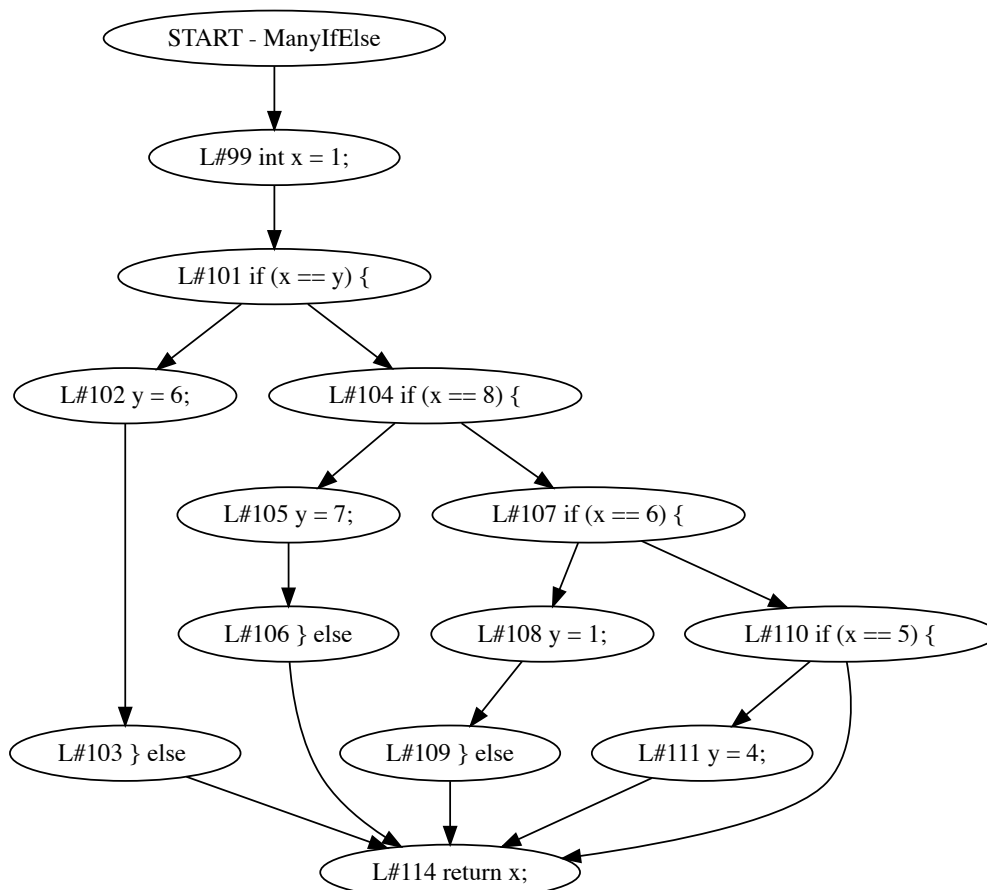 START - ManyIfElse
L#99 int x = 1;
L#101 if (x == y) {
L#102 y = 6;
L#104 if (x == 8) {
L#105 y = 7;
L#107 if (x == 6) {
L#106 } else
L#108 y = 1;
L#110 if (x == 5) {
L#103 } else
L#109 } else
L#111 y = 4;
L#114 return x;